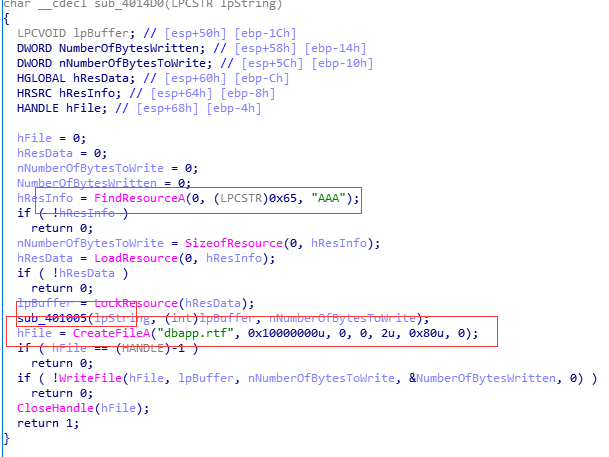 char __cdecl sub_4014D0(LPCSTR lpString)
{
LPCVOID lpBuffer; // [esp+50h] [ebp-1Ch]
DWORD NumberOfBytesWritten; // [esp+58h] [ebp-14h]
DWORD nNumberOfBytesToWrite; // [esp+5Ch] [ebp-10h]
HGLOBAL hResData; // [esp+60h] [ebp-Ch]
HRSRC hResInfo; // [esp+64h] [ebp-8h]
HANDLE hFile; // [esp+68h] [ebp-4h]
hFile = 0;
hResData = 0;
nNumberOfBytesToWrite = 0;
NumberOfBytesWritten = 0;
hResInfo = FindResourceA(0, (LPCSTR)0x65, "AAA");
if ( !hResInfo )
return 0;
nNumberOfBytesToWrite = SizeofResource(0, hResInfo);
hResData = LoadResource(0, hResInfo);
if ( !hResData )
return 0;
lpBuffer = LockResource(hResData);
sub_401005(lpString, (int)lpBuffer, nNumberOfBytesToWrite);
hFile = CreateFileA("dbapp.rtf", 0x10000000u, 0, 0, 2u, 0x80u, 0);
if ( hFile == (HANDLE)-1 )
return 0;
if ( !WriteFile(hFile, lpBuffer, nNumberOfBytesToWrite, &NumberOfBytesWritten, 0) )
return 0;
CloseHandle(hFile);
return 1;
}